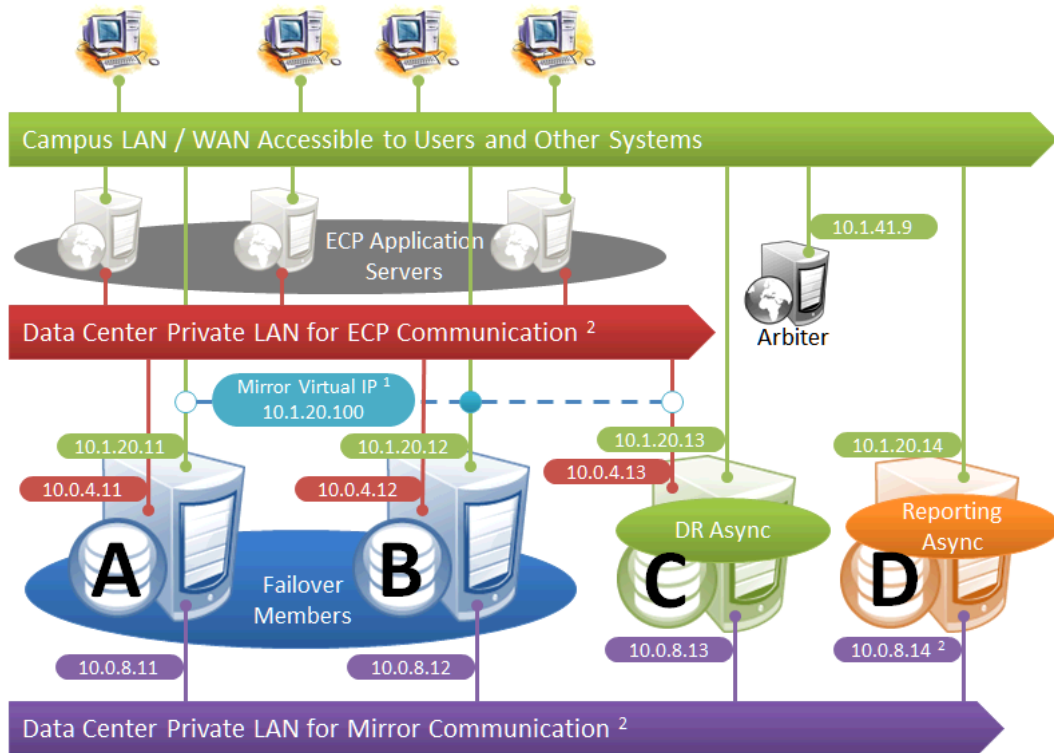 Campus LAN / WAN Accessible to Users and Other Systems
10.1.41.9
ECP Application
Servers
Arbiter
Data Center Private LAN for ECP Communication ²
Mirror Virtual IP ¹
10.1.20.100
10.1.20.11
10.1.20.12
10.1.20.13
10.1.20.14
10.0.4.11
10.0.4.12
10.0.4.13
DR Async
Reporting
Async
A
B
C
D
Failover
Members
10.0.8.11
10.0.8.12
10.0.8.13
10.0.8.14 ²
Data Center Private LAN for Mirror Communication ²